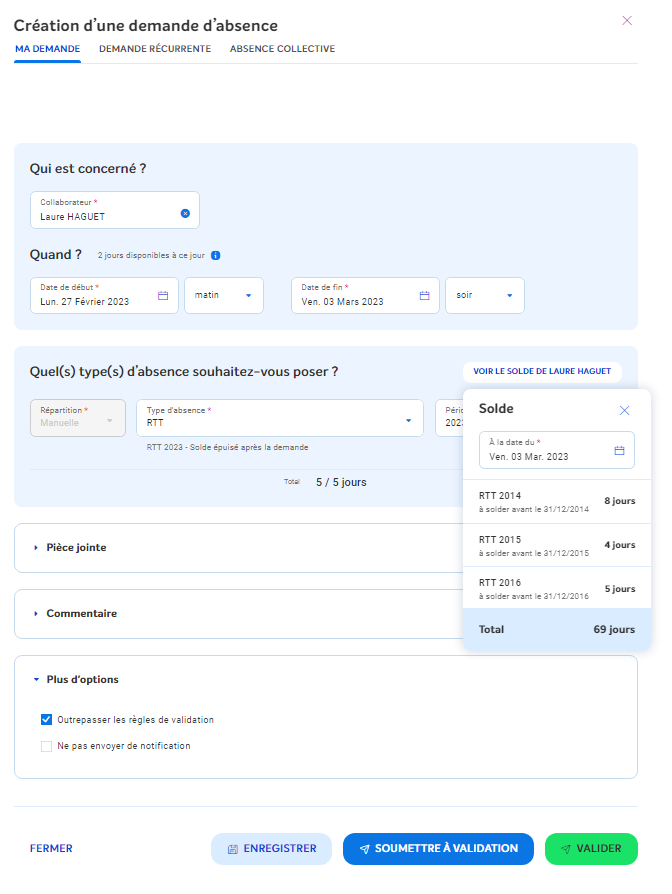 Création d'une demande d'absence
MA DEMANDE DEMANDE RÉCURRENTE ABSENCE COLLECTIVE
Qui est concerné ?
Collaborateur *
Laure HAGUET
Quand ? 2 jours disponibles à ce jour
Date de début *
Lun. 27 Février 2023
matin
Date de fin *
Ven. 03 Mars 2023
soir
Quel(s) type(s) d'absence souhaitez-vous poser ?
VOIR LE SOLDE DE LAURE HAGUET
Répartition *
Manuelle
Type d'absence *
RTT
RTT 2023 - Solde épuisé après la demande
Total 5 / 5 jours
Solde
À la date du *
Ven. 03 Mar. 2023
RTT 2014
à solder avant le 31/12/2014
8 jours
RTT 2015
à solder avant le 31/12/2015
4 jours
RTT 2016
à solder avant le 31/12/2016
5 jours
Total 69 jours
Pièce jointe
Commentaire
Plus d'options
Outrepasser les règles de validation
Ne pas envoyer de notification
FERMER ENREGISTRER SOUMETTRE À VALIDATION VALIDER